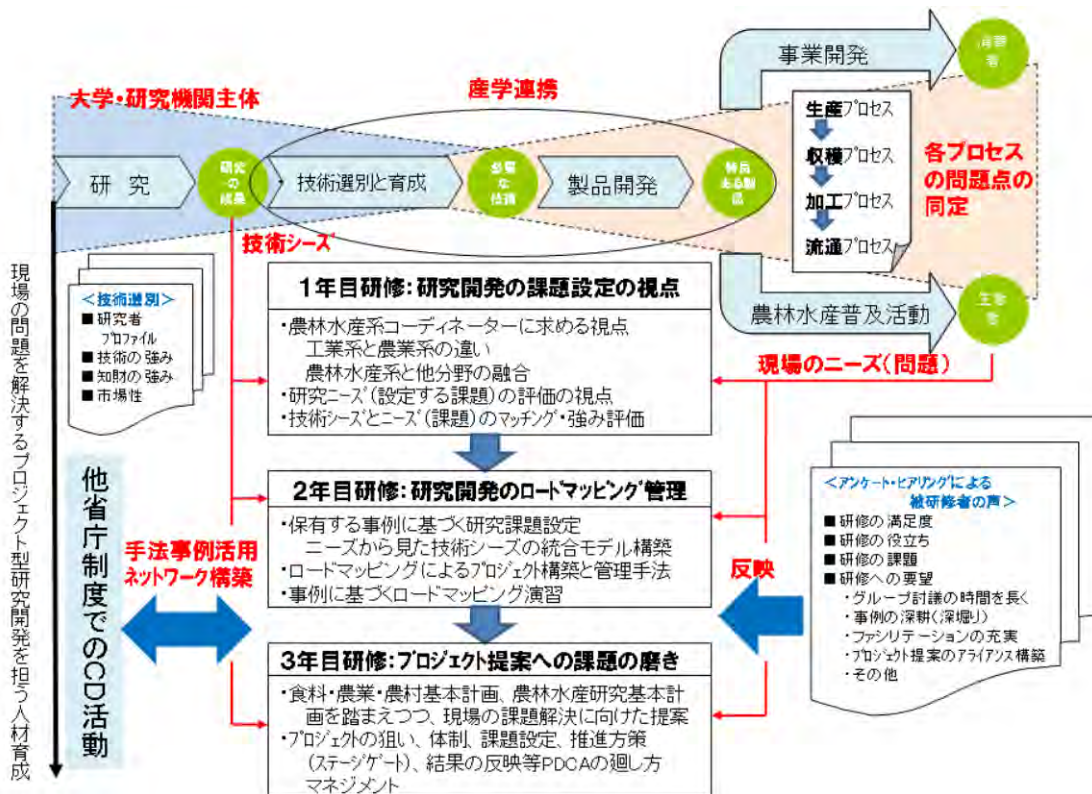 事業開発
消費
者
大学・研究機関主体
産学連携
生産プロセス
収穫プロセス
加工プロセス
流通プロセス
各プロセス
の問題点の
同定
研 究
研究
の
成果
技術選別と育成
必要
な
技術
製品開発
特長
ある製
品
技術シーズ
農林水産普及活動
生産
者
現場のニーズ(問題)
現場の問題を解決するプロジェクト型研究開発を担う人材育成
<技術選別>
■ 研究者
プロファイル
■ 技術の強み
■ 知財の強み
■ 市場性
1年目研修:研究開発の課題設定の視点
・農林水産系コーディネーターに求める視点
工業系と農業系の違い
農林水産系と他分野の融合
・研究ニーズ(設定する課題)の評価の視点
・技術シーズとニーズ(課題)のマッチング・強み評価
2年目研修:研究開発のロードマッピング管理
・保有する事例に基づく研究課題設定
ニーズから見た技術シーズの統合モデル構築
・ロードマッピングによるプロジェクト構築と管理手法
・事例に基づくロードマッピング演習
3年目研修:プロジェクト提案への課題の磨き
・食料・農業・農村基本計画、農林水産研究基本計
画を踏まえつつ、現場の課題解決に向けた提案
・プロジェクトの狙い、体制、課題設定、推進方策
(ステージゲート)、結果の反映等PDCAの廻し方
マネジメント
他省庁制度でのCD活動
手法事例活用
ネットワーク構築
反映
<アンケート・ヒアリングによる
被研修者の声>
■ 研修の満足度
■ 研修の役立ち
■ 研修の課題
■ 研修への要望
・グループ討議の時間を長く
・事例の深耕(深堀り)
・ファシリテーションの充実
・プロジェクト提案のアライアンス構築
・その他